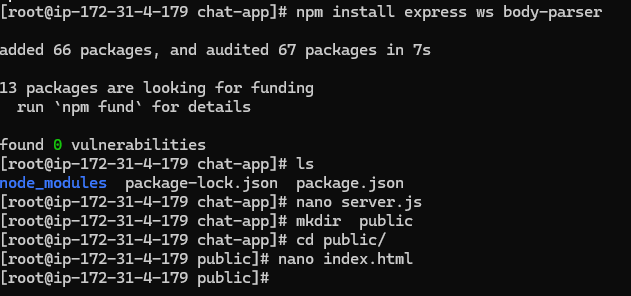 [root@ip-172-31-4-179 chat-app]# npm install express ws body-parser
added 66 packages, and audited 67 packages in 7s
13 packages are looking for funding
  run `npm fund` for details
found 0 vulnerabilities
[root@ip-172-31-4-179 chat-app]# ls
node_modules  package-lock.json  package.json
[root@ip-172-31-4-179 chat-app]# nano server.js
[root@ip-172-31-4-179 chat-app]# mkdir  public
[root@ip-172-31-4-179 chat-app]# cd public/
[root@ip-172-31-4-179 public]# nano index.html
[root@ip-172-31-4-179 public]#